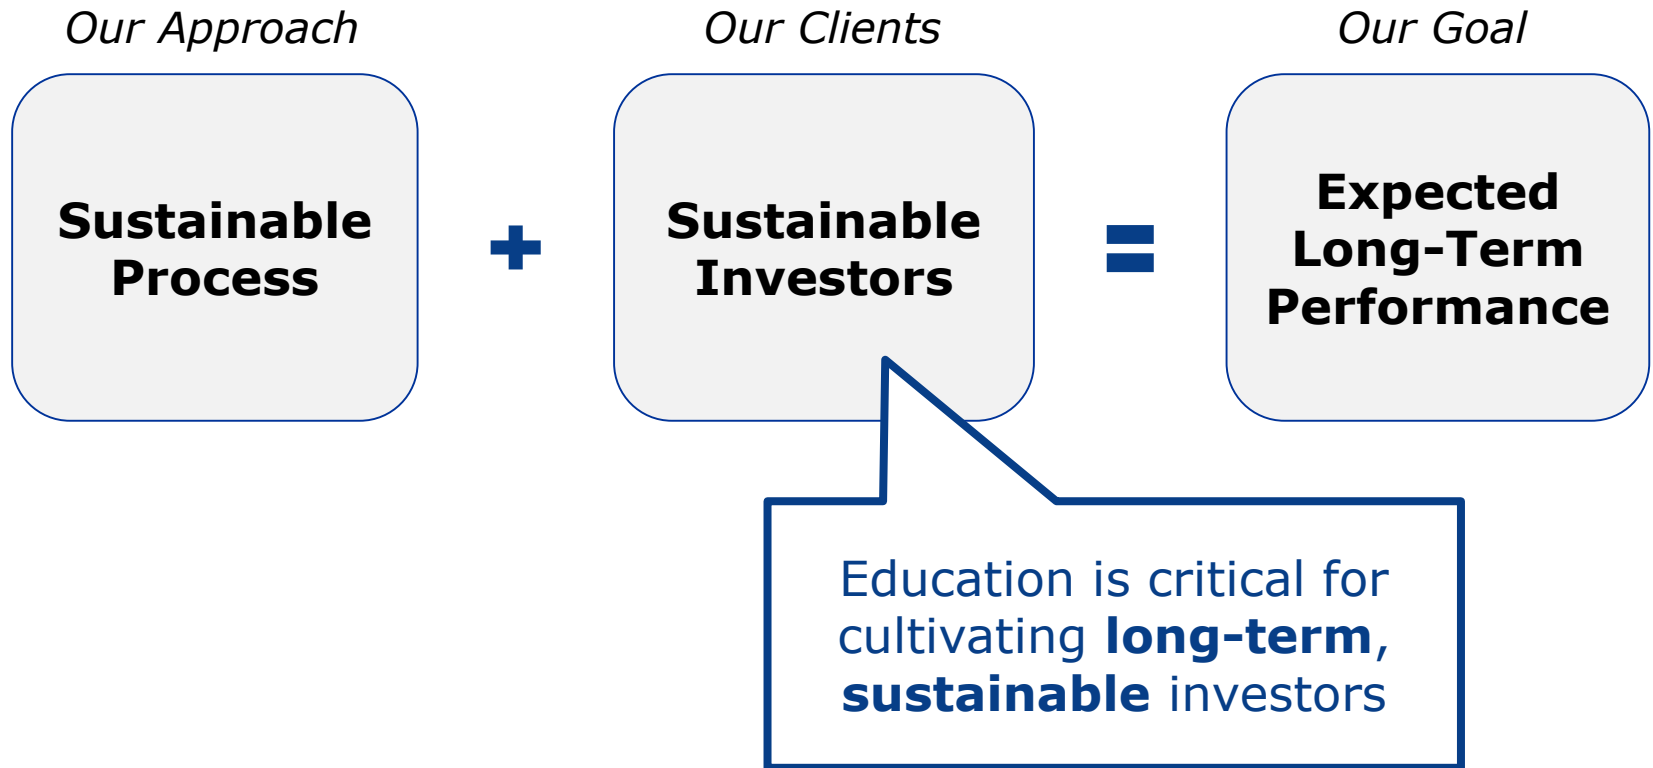 Our Approach
Our Clients
Our Goal
Sustainable
Process
+
Sustainable
Investors
=
Expected
Long-Term
Performance
Education is critical for
cultivating long-term,
sustainable investors